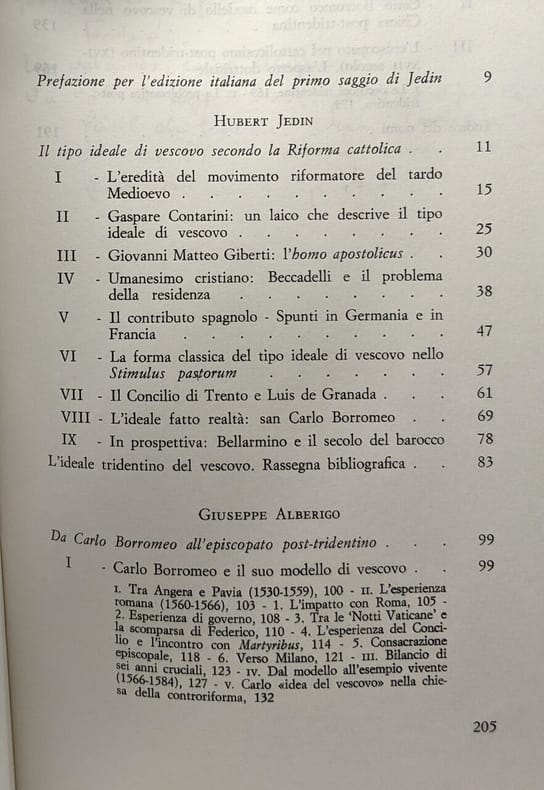 Prefazione per l'edizione italiana del primo saggio di Jedin 9
HUBERT JEDIN
Il tipo ideale di vescovo secondo la Riforma cattolica . . 11
I - L'eredità del movimento riformatore del tardo
Medioevo . . . . . . . . . . 15
II - Gaspare Contarini: un laico che descrive il tipo
ideale di vescovo . . . . . . . . 25
III - Giovanni Matteo Giberti: l'homo apostolicus . . 30
IV - Umanesimo cristiano: Beccadelli e il problema
della residenza . . . . . . . . 38
V - Il contributo spagnolo - Spunti in Germania e in
Francia . . . . . . . . . . 47
VI - La forma classica del tipo ideale di vescovo nello
Stimulus pastorum . . . . . . . 57
VII - Il Concilio di Trento e Luis de Granada . . . 61
VIII - L'ideale fatto realtà: san Carlo Borromeo . . 69
IX - In prospettiva: Bellarmino e il secolo del barocco 78
L'ideale tridentino del vescovo. Rassegna bibliografica . . 83
GIUSEPPE ALBERIGO
Da Carlo Borromeo all'episcopato post-tridentino . . . 99
I - Carlo Borromeo e il suo modello di vescovo . . 99
I. Tra Angera e Pavia (1530-1559), 100 - II. L'esperienza
romana (1560-1566), 103 - 1. L'impatto con Roma, 105 -
2. Esperienza di governo, 108 - 3. Tra le 'Notti Vaticane' e
la scomparsa di Federico, 110 - 4. L'esperienza del Conci-
lio e l'incontro con Martyribus, 114 - 5. Consacrazione
episcopale, 118 - 6. Verso Milano, 121 - III. Bilancio di
sei anni cruciali, 123 - IV. Dal modello all'esempio vivente
(1566-1584), 127 - V. Carlo «idea del vescovo» nella chie-
sa della controriforma, 132
205